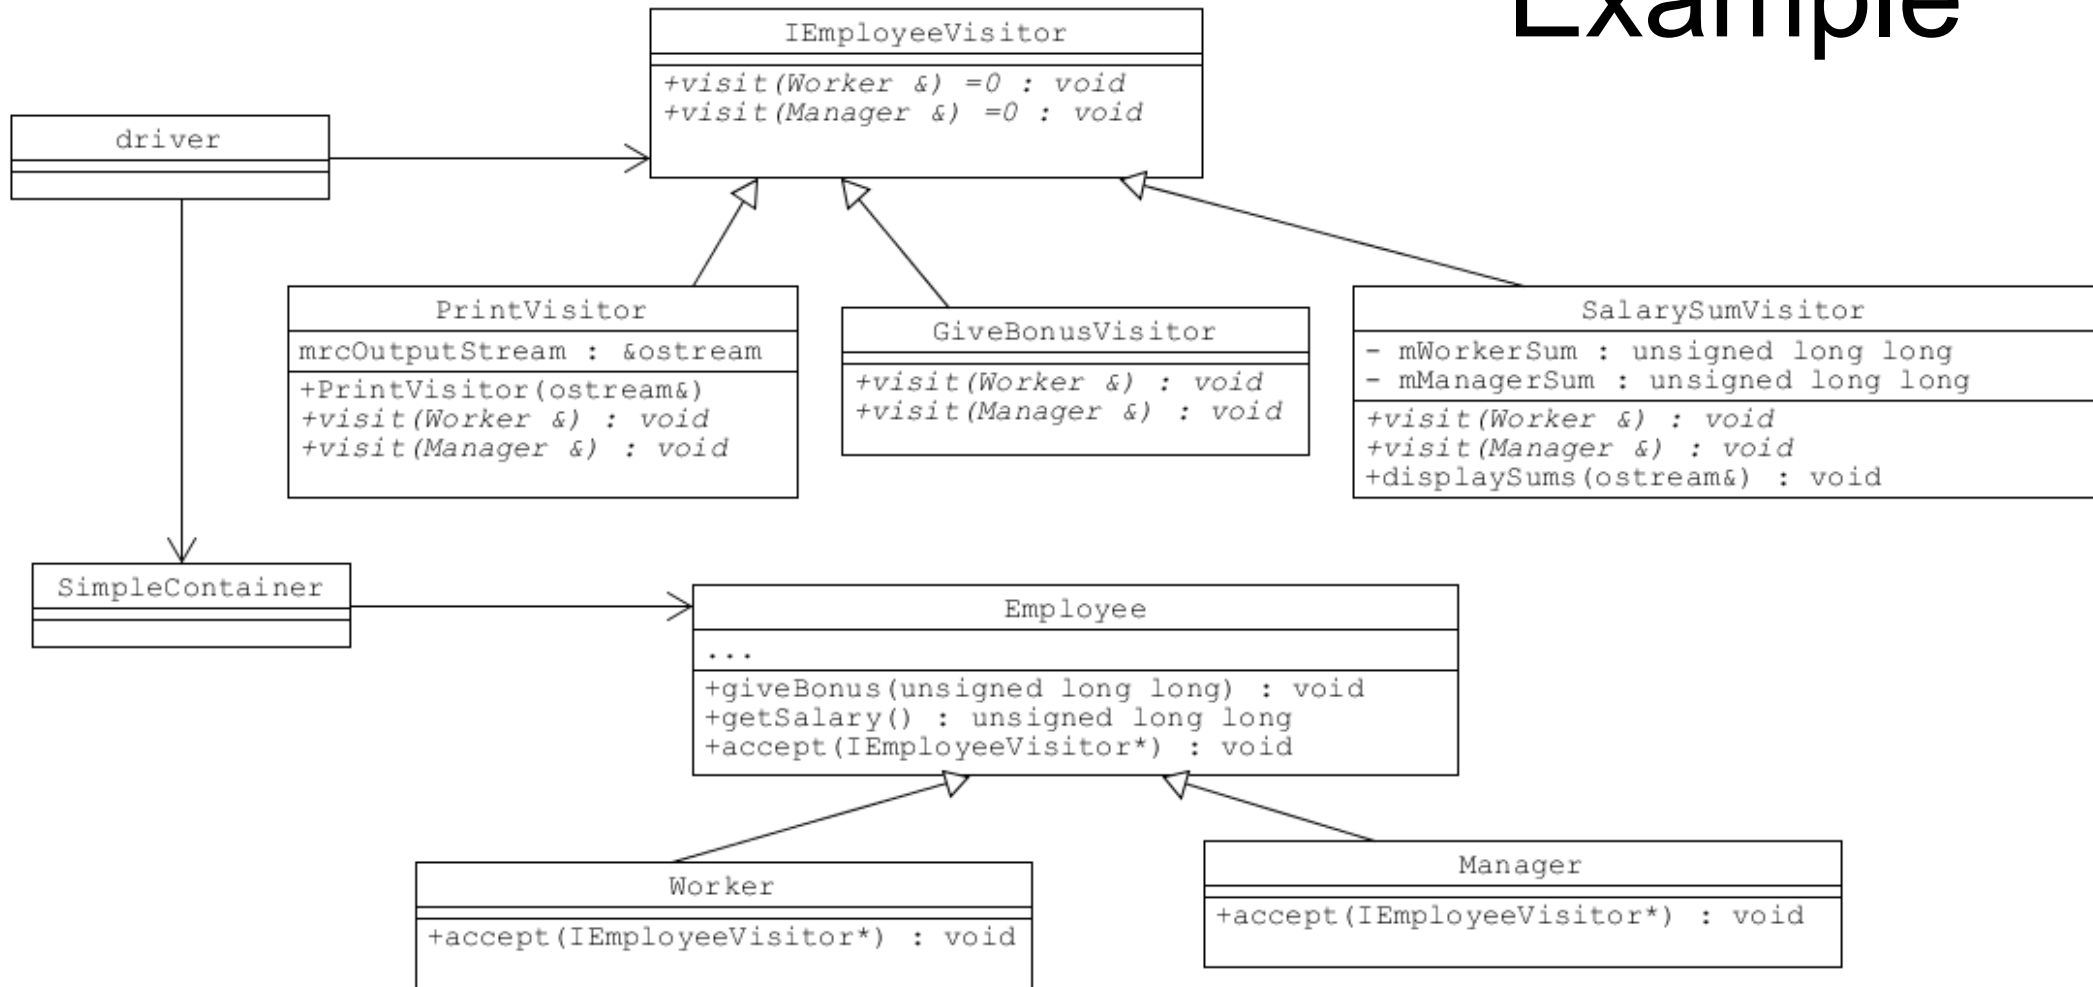 Example
IEmployeeVisitor
+visit(Worker &) =0 : void
+visit(Manager &) =0 : void
driver
PrintVisitor
mrcOutputStream : &ostream
+PrintVisitor(ostream&)
+visit(Worker &) : void
+visit(Manager &) : void
GiveBonusVisitor
+visit(Worker &) : void
+visit(Manager &) : void
SalarySumVisitor
- mWorkerSum : unsigned long long
- mManagerSum : unsigned long long
+visit(Worker &) : void
+visit(Manager &) : void
+displaySums(ostream&) : void
SimpleContainer
Employee
...
+giveBonus(unsigned long long) : void
+getSalary() : unsigned long long
+accept(IEmployeeVisitor*) : void
Worker
+accept(IEmployeeVisitor*) : void
Manager
+accept(IEmployeeVisitor*) : void